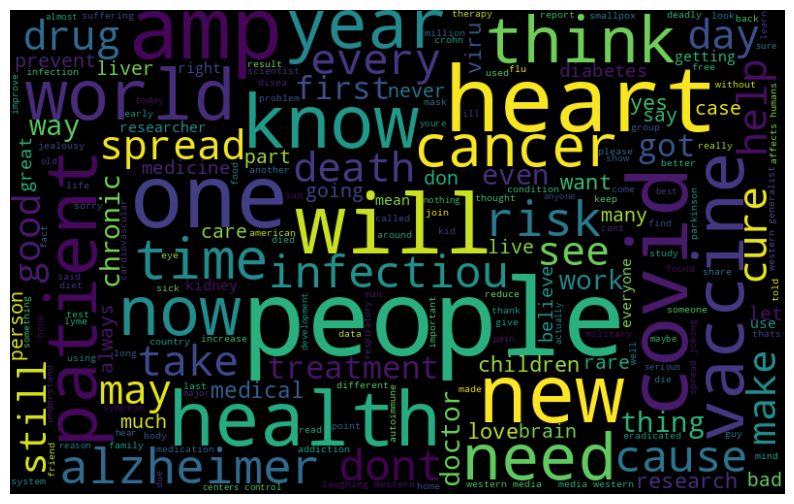 almost suffering
drug amp year think day
smallpox deadly look back
therapy million crohn report learn sure
prevent liver right every viru getting
infection result scientist disea used flu free without
improve world first never diabetes help
heart
today early problem mask ill yes case
way researcher know youre group say affects humans
spread part cancer got please show better really
great jealousy old medicine food another death even want
life sad going don condition come best
patient one mean nothing thought anyone keep parkinson
good sorry chronic care called join will risk many find western generalist
fact cardiovascular american died around kid live cant study covid vaccine cure
said diet eye time see found share told
person something test lyme sick kidney infectiou work believe everyone someone let
hope always using country man reduce use thats
now people data respiratory thank give actually military maybe
long increase development important pain well spread joking
take treatment children rare serious die make
still understand may last medical different made new eradicated guy mind
symptom major point autoimmune
much hear body read health love brain thing
reason family medication addiction dont doctor need cause research bad
system friend alzheimer due
centers control laughing western home western media media western